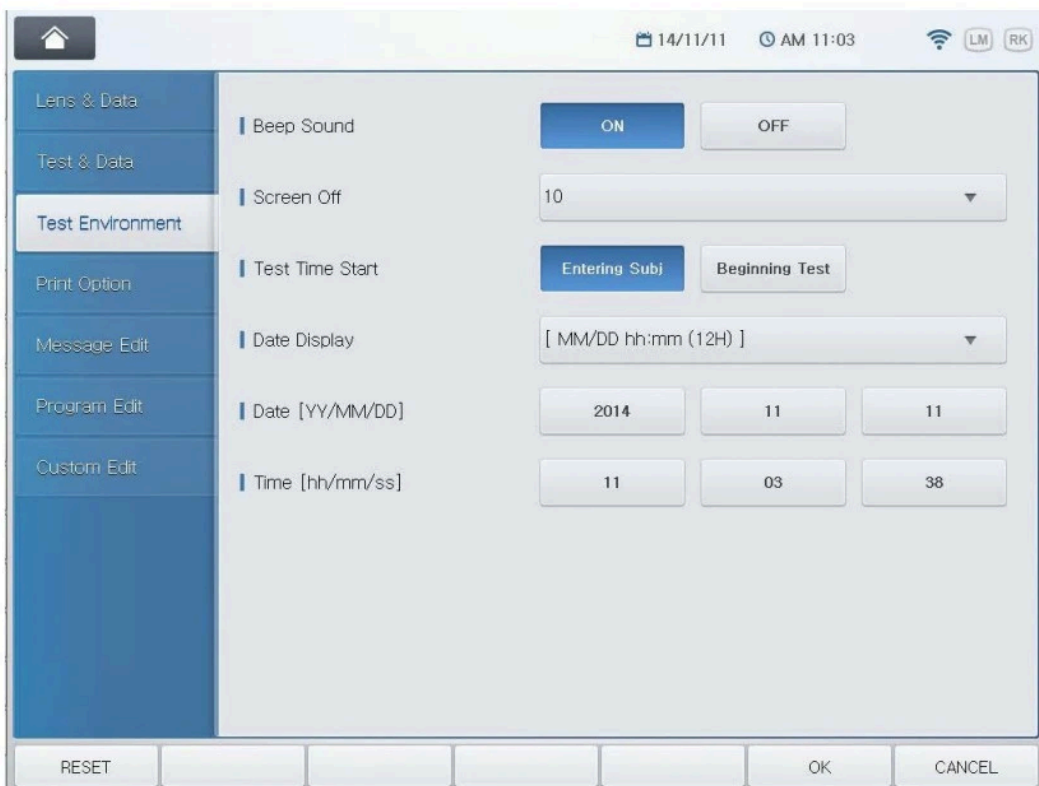 14/11/11 AM 11:03 LM RK
Lens & Data
Test & Data
Test Environment
Print Option
Message Edit
Program Edit
Custom Edit
Beep Sound ON OFF
Screen Off 10
Test Time Start Entering Subj Beginning Test
Date Display [ MM/DD hh:mm (12H) ]
Date [YY/MM/DD] 2014 11 11
Time [hh/mm/ss] 11 03 38
RESET OK CANCEL